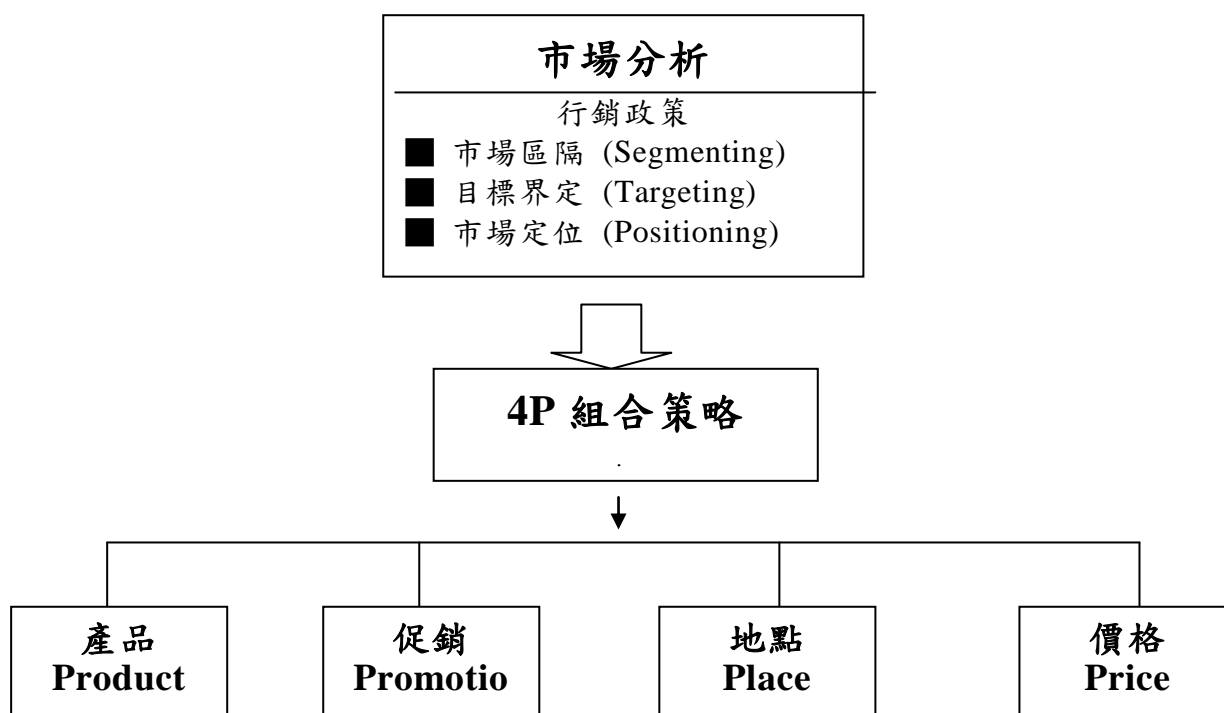 市場分析
行銷政策
■ 市場區隔 (Segmenting)
■ 目標界定 (Targeting)
■ 市場定位 (Positioning)
4P 組合策略
.
產品
Product
促銷
Promotio
地點
Place
價格
Price